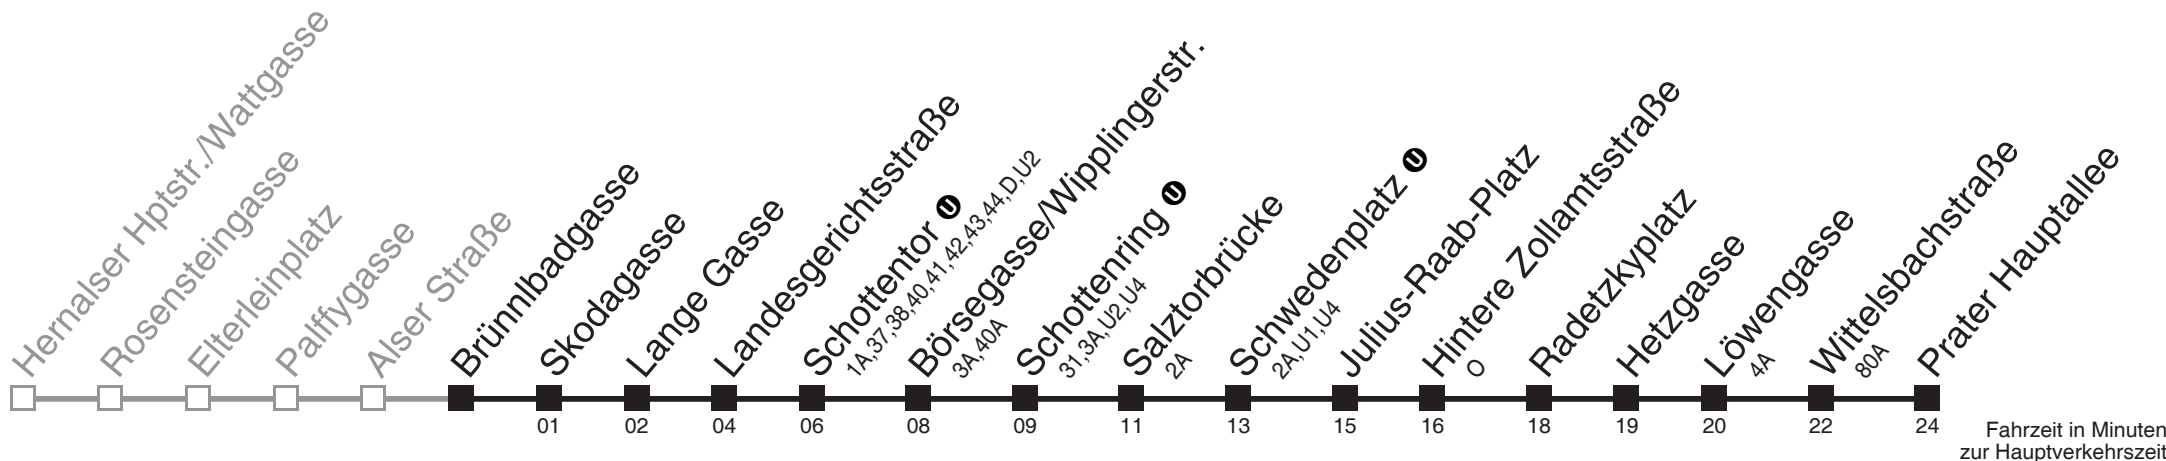 Hernalser Hptstr./Wattgasse
Rosensteingasse
Elterleinplatz
Palffygasse
Alser Straße
Brünnlbadgasse
Skodagasse
01
Lange Gasse
02
Landesgerichtsstraße
04
Schottentor U
1A,37,38,40,41,42,43,44,D,U2
06
Börsegasse/Wipplingerstr.
3A,40A
08
Schottenring U
31,3A,U2,U4
09
Salztorbrücke
2A
11
Schwedenplatz U
2A,U1,U4
13
Julius-Raab-Platz
15
Hintere Zollamtsstraße
O
16
Radetzkyplatz
18
Hetzgasse
19
Löwengasse
4A
20
Wittelsbachstraße
80A
22
Prater Hauptallee
24
Fahrzeit in Minuten
zur Hauptverkehrszeit